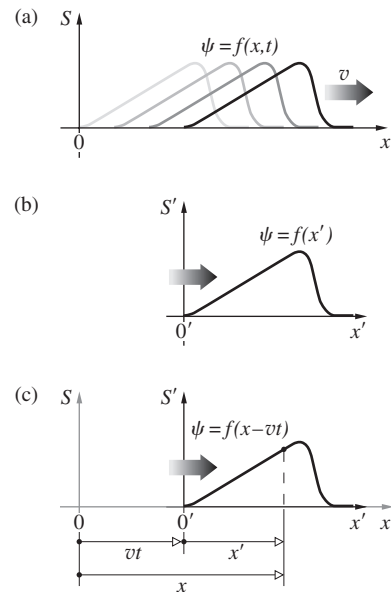 (a)
S
ψ = f(x,t)
v
0
x
(b)
S′
ψ = f(x′)
0′
x′
(c)
S
S′
ψ = f(x–vt)
0
0′
x′
x
vt
x′
x